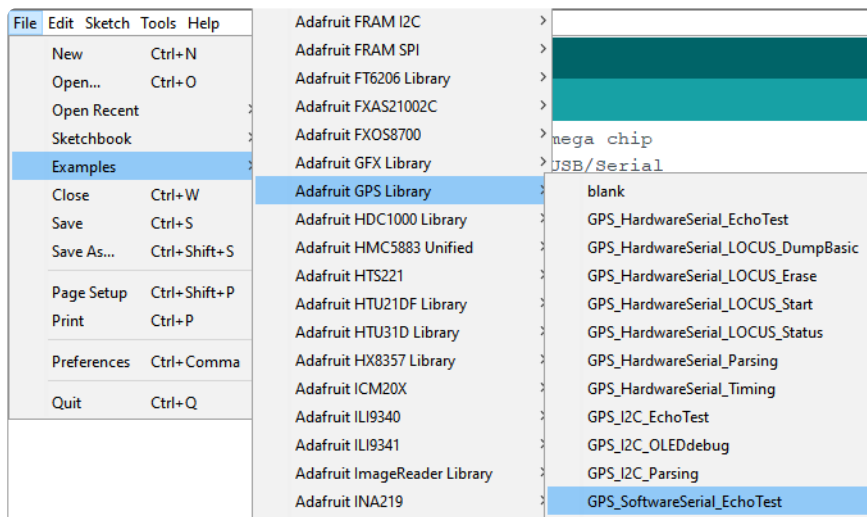 File Edit Sketch Tools Help
New Ctrl+N
Open... Ctrl+O
Open Recent
Sketchbook
Examples
Close Ctrl+W
Save Ctrl+S
Save As... Ctrl+Shift+S
Page Setup Ctrl+Shift+P
Print Ctrl+P
Preferences Ctrl+Comma
Quit Ctrl+Q
Adafruit FRAM I2C
Adafruit FRAM SPI
Adafruit FT6206 Library
Adafruit FXAS21002C
Adafruit FXOS8700
Adafruit GFX Library
Adafruit GPS Library
Adafruit HDC1000 Library
Adafruit HMC5883 Unified
Adafruit HTS221
Adafruit HTU21DF Library
Adafruit HTU31D Library
Adafruit HX8357 Library
Adafruit ICM20X
Adafruit ILI9340
Adafruit ILI9341
Adafruit ImageReader Library
Adafruit INA219
mega chip
USB/Serial
blank
GPS_HardwareSerial_EchoTest
GPS_HardwareSerial_LOCUS_DumpBasic
GPS_HardwareSerial_LOCUS_Erase
GPS_HardwareSerial_LOCUS_Start
GPS_HardwareSerial_LOCUS_Status
GPS_HardwareSerial_Parsing
GPS_HardwareSerial_Timing
GPS_I2C_EchoTest
GPS_I2C_OLEDdebug
GPS_I2C_Parsing
GPS_SoftwareSerial_EchoTest